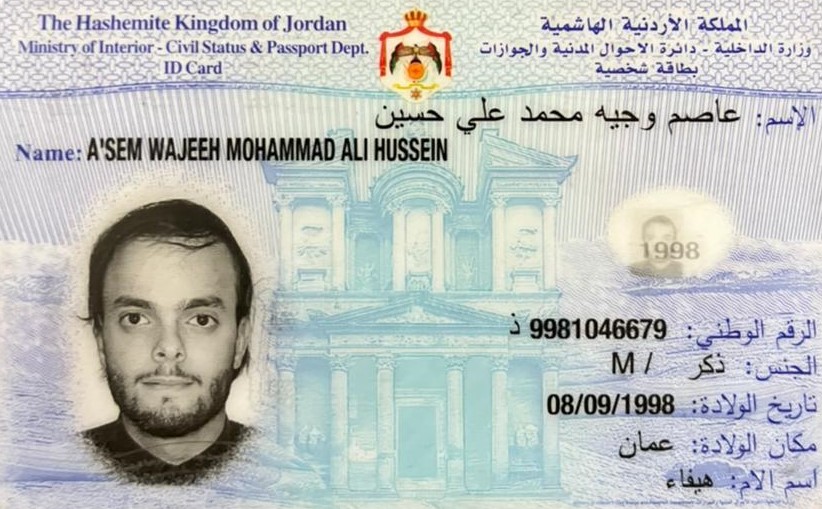 The Hashemite Kingdom of Jordan
المملكة الأردنية الهاشمية
Ministry of Interior - Civil Status & Passport Dept.
وزارة الداخلية - دائرة الاحوال المدنية والجوازات
ID Card
بطاقة شخصية
الإسم: عاصم وجيه محمد علي حسين
Name: A'SEM WAJEEH MOHAMMAD ALI HUSSEIN
1998
الرقم الوطني: 9981046679 ذ
الجنس: ذكر / M
تاريخ الولادة: 08/09/1998
مكان الولادة: عمان
اسم الام: هيفاء